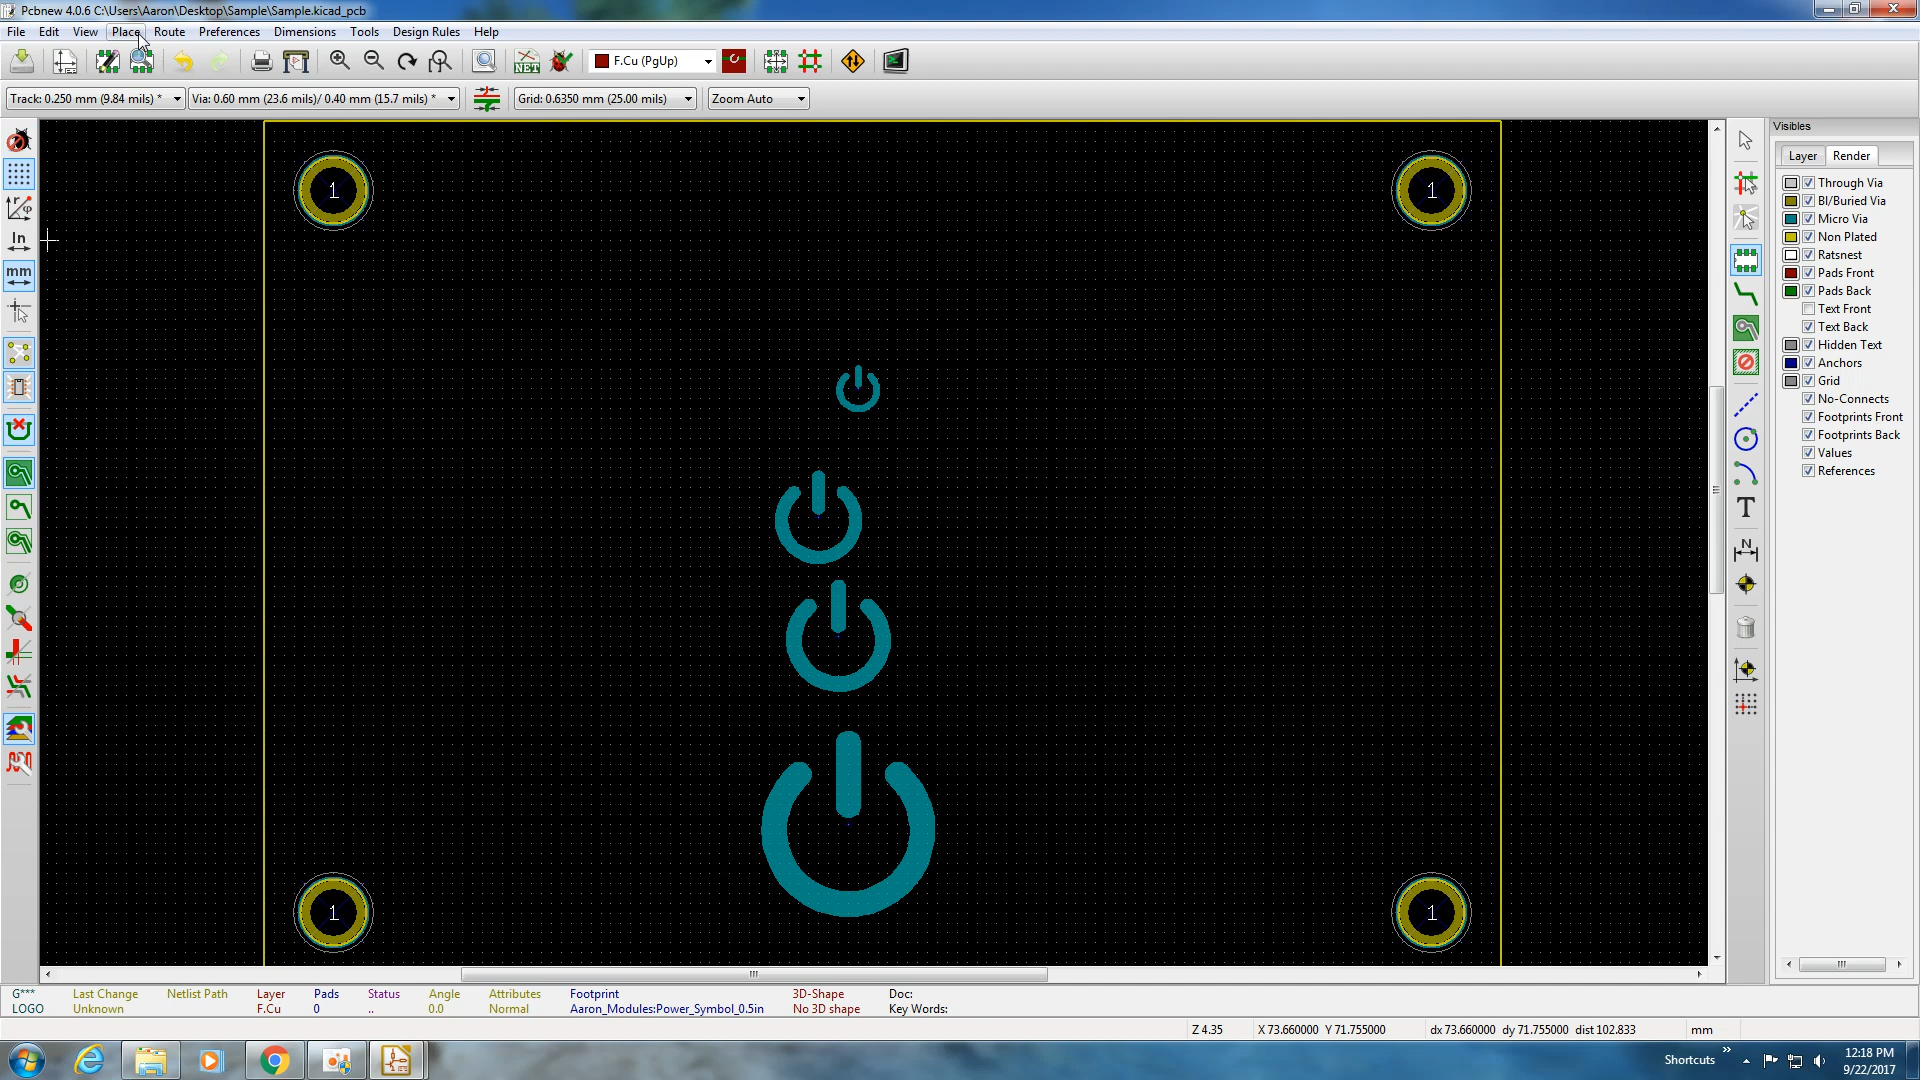 Pcbnew 4.0.6 C:\Users\Aaron\Desktop\Sample\Sample.kicad_pcb
File Edit View Place Route Preferences Dimensions Tools Design Rules Help
NET F.Cu (PgUp)
Track: 0.250 mm (9.84 mils) * Via: 0.60 mm (23.6 mils)/ 0.40 mm (15.7 mils) * Grid: 0.6350 mm (25.00 mils) Zoom Auto
Visibles
Layer Render
Through Via
Bl/Buried Via
Micro Via
Non Plated
Ratsnest
Pads Front
Pads Back
Text Front
Text Back
Hidden Text
Anchors
Grid
No-Connects
Footprints Front
Footprints Back
Values
References
In
mm
T
N
1
1
1
1
G*** Last Change Netlist Path Layer Pads Status Angle Attributes Footprint 3D-Shape Doc:
LOGO Unknown F.Cu 0 .. 0.0 Normal Aaron_Modules:Power_Symbol_0.5in No 3D shape Key Words:
Z 4.35 X 73.660000 Y 71.755000 dx 73.660000 dy 71.755000 dist 102.833 mm
Shortcuts » 12:18 PM
9/22/2017